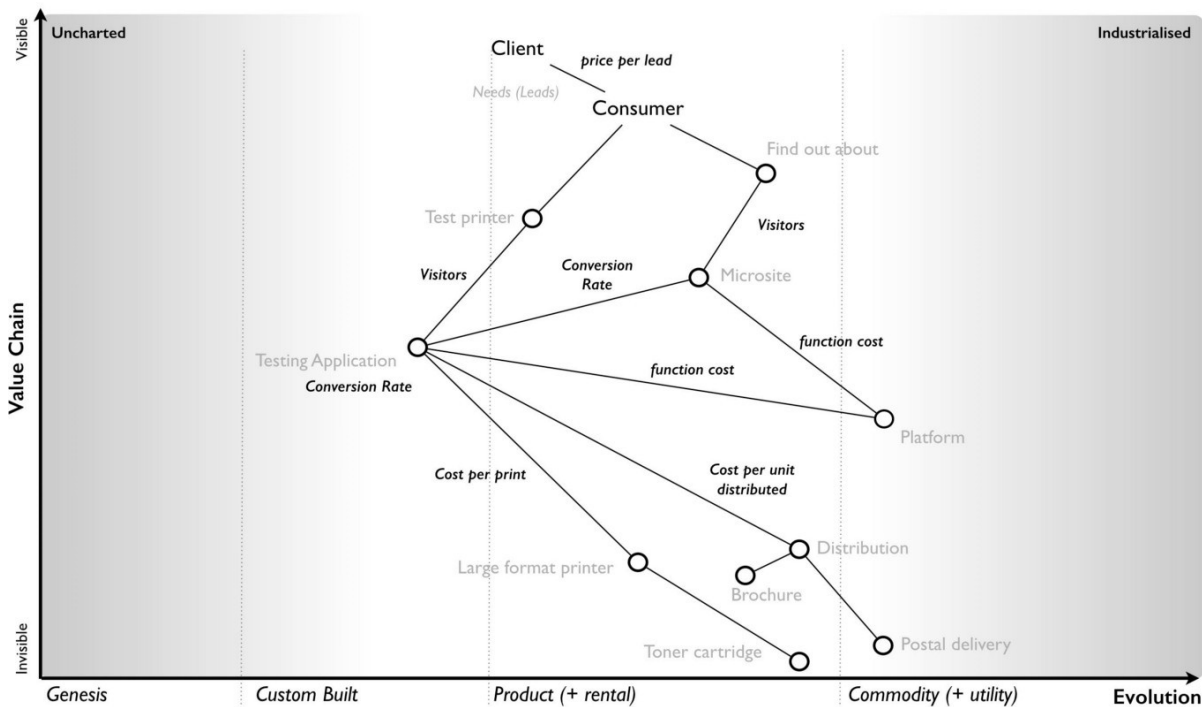 Visible
Uncharted
Industrialised
Client
price per lead
Needs (Leads)
Consumer
Find out about
Test printer
Visitors
Visitors
Conversion
Rate
Microsite
Testing Application
Conversion Rate
function cost
function cost
Platform
Value Chain
Cost per print
Cost per unit
distributed
Distribution
Large format printer
Brochure
Toner cartridge
Postal delivery
Invisible
Genesis
Custom Built
Product (+ rental)
Commodity (+ utility)
Evolution